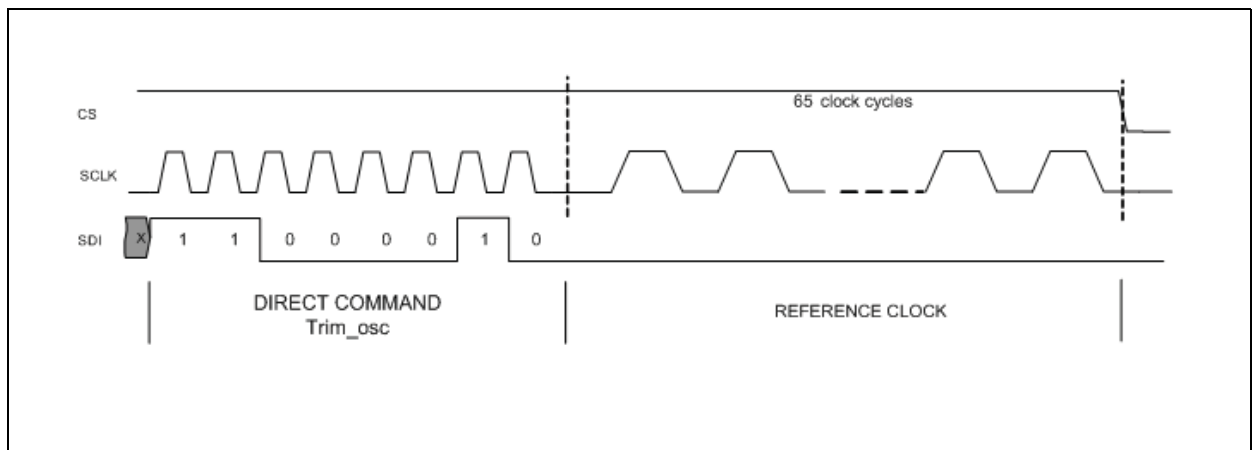 CS
65 clock cycles
SCLK
SDI X 1 1 0 0 0 0 1 0
DIRECT COMMAND
Trim_osc
REFERENCE CLOCK